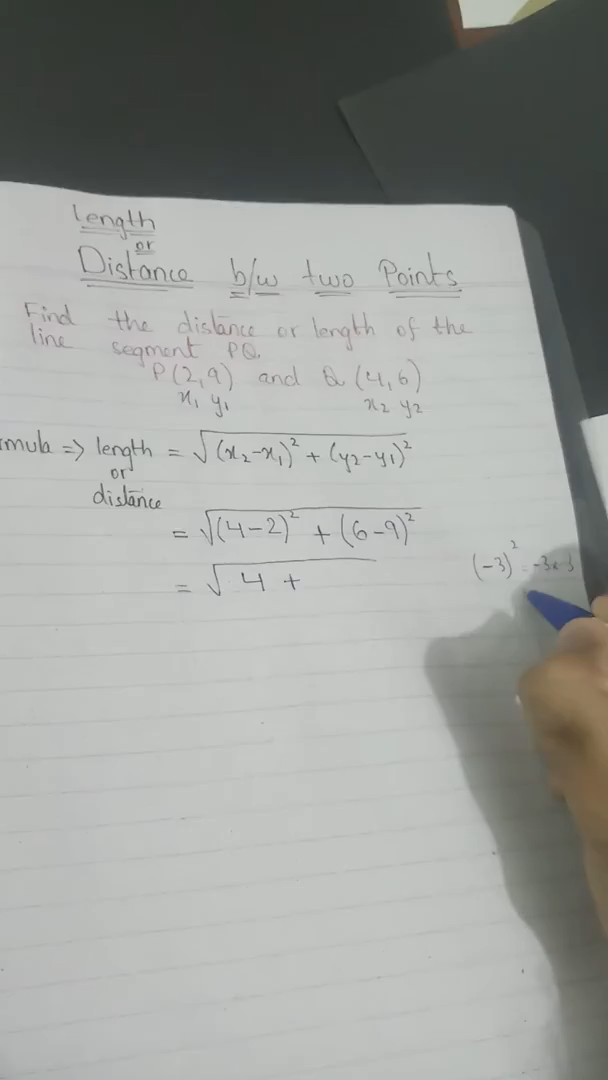 Length
or
Distance b/w two Points
Find the distance or length of the
line segment PQ.
P(2,9) and Q(4,6)
x₁ y₁ x₂ y₂
mula => length = √(x₂-x₁)² + (y₂-y₁)²
or
distance
= √(4-2)² + (6-9)²
= √4 +
(-3)² = -3x-3